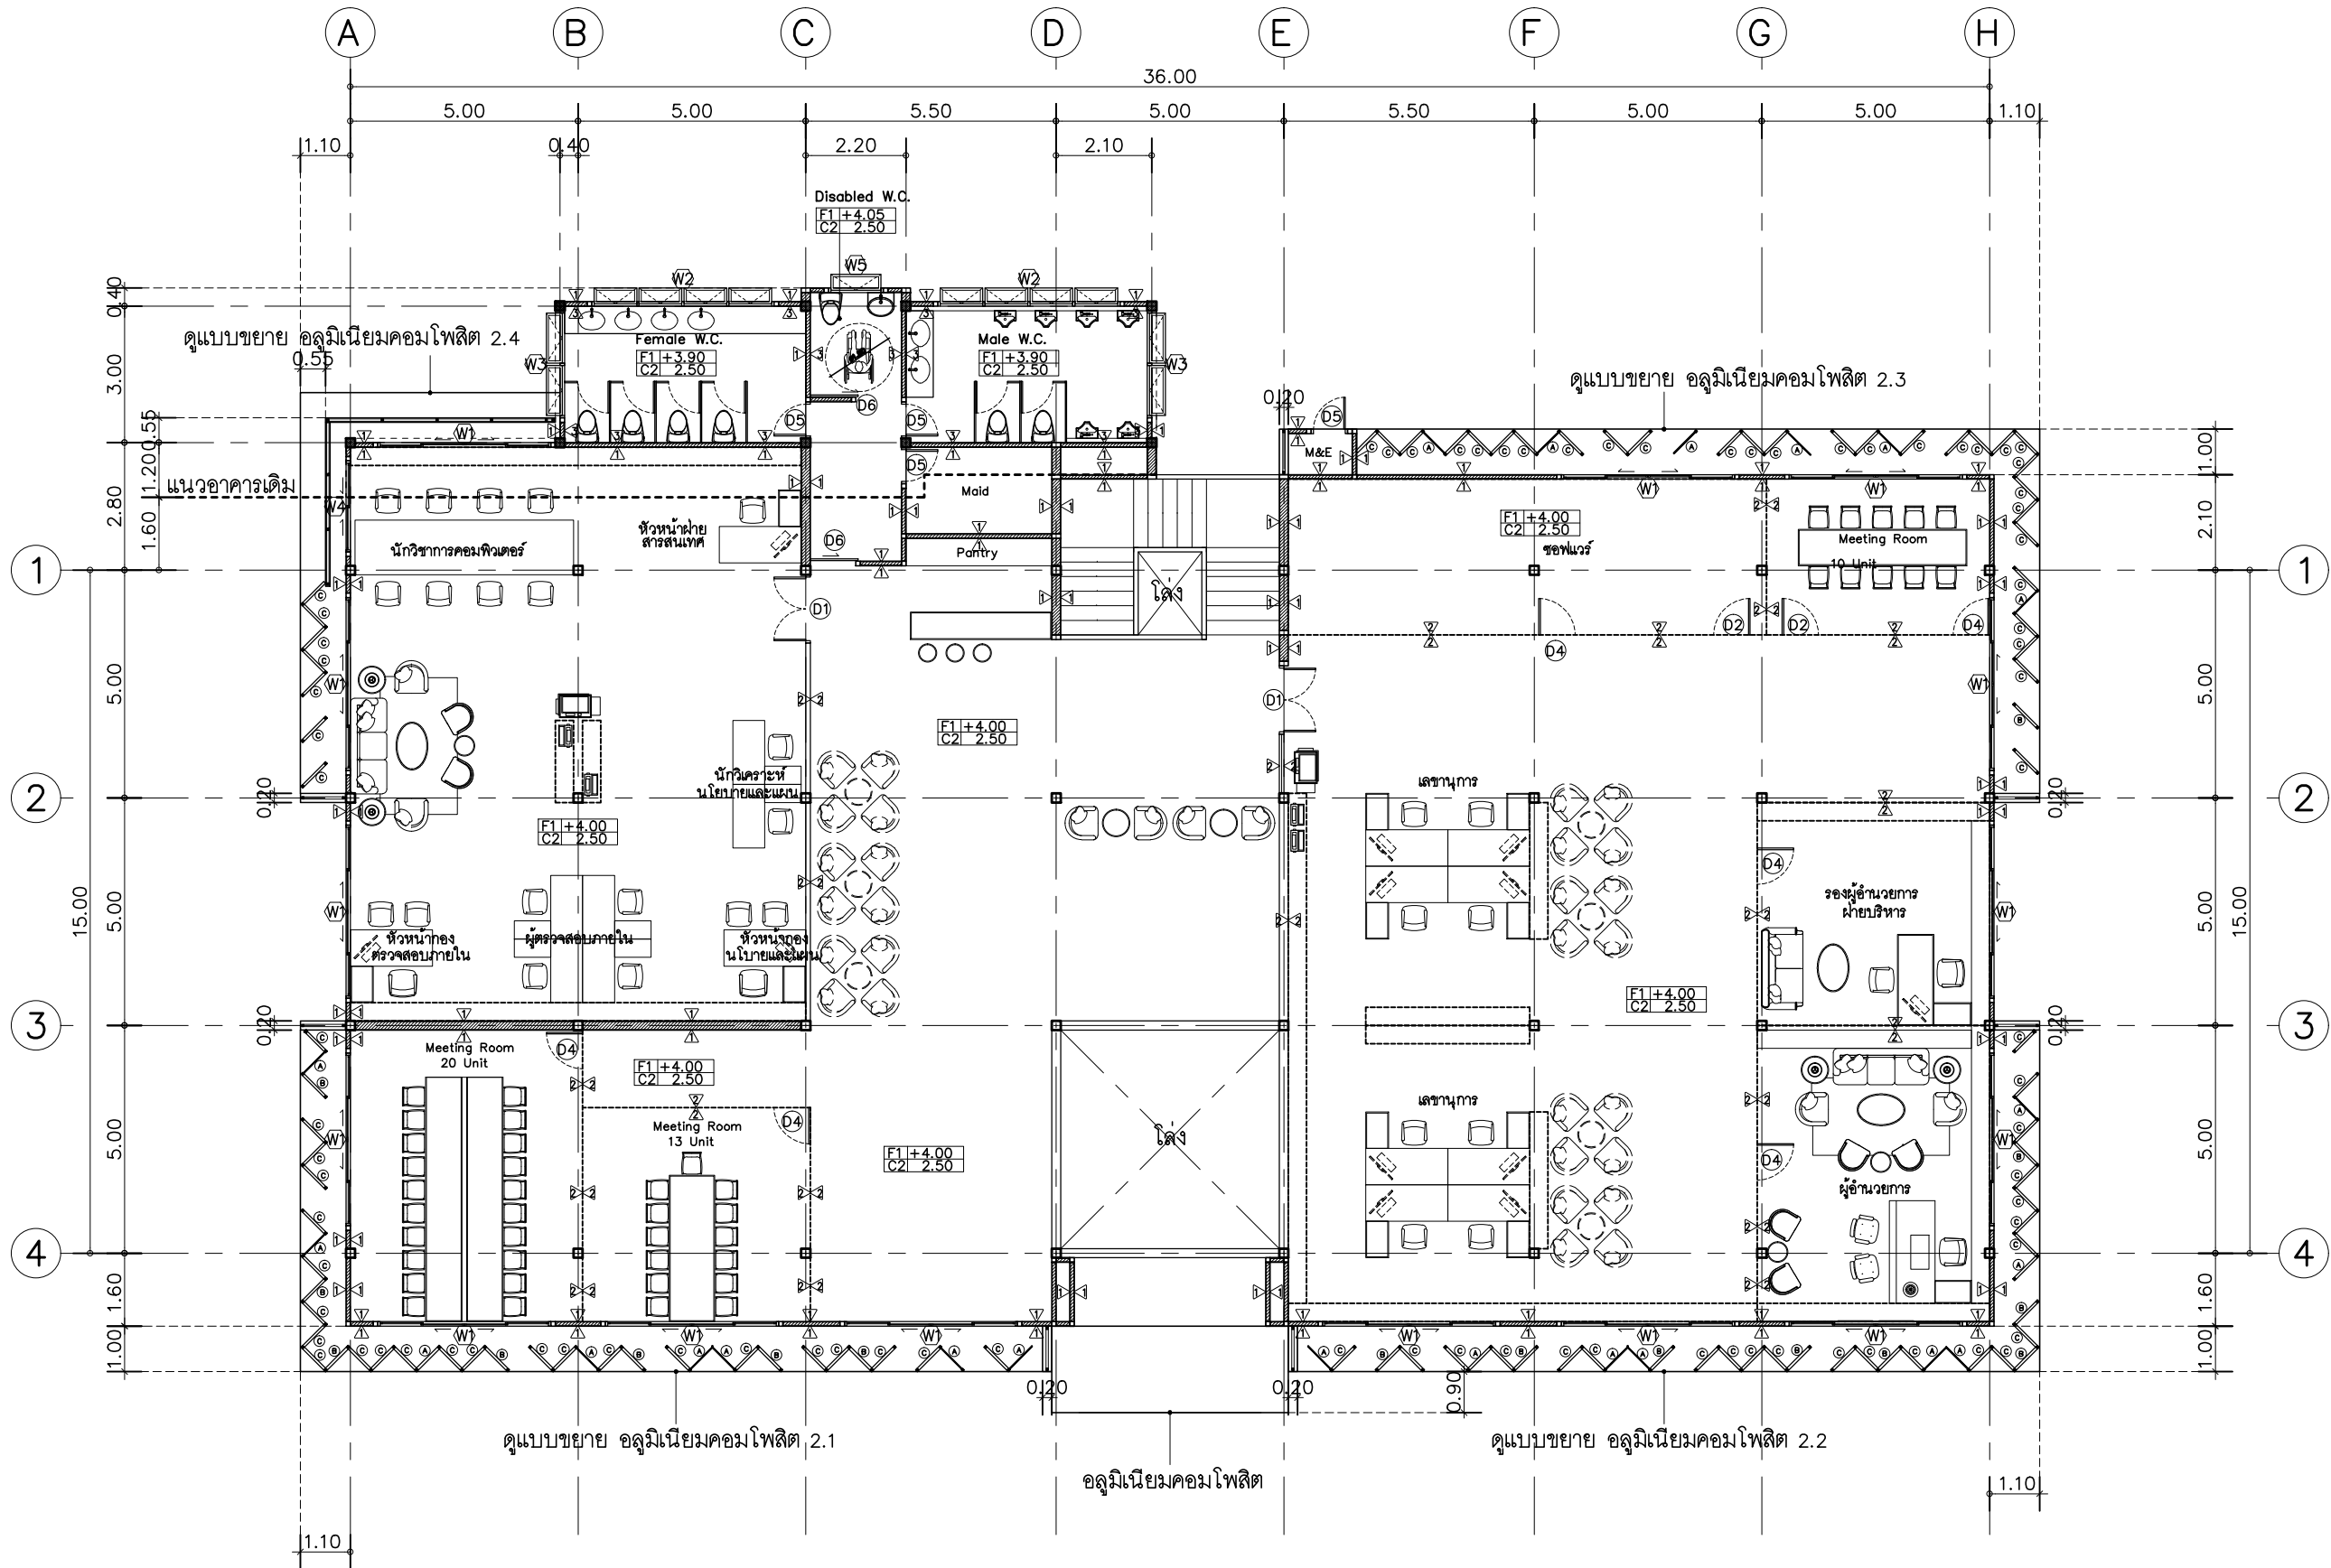 A B C D E F G H
36.00
5.00 5.00 5.50 5.00 5.50 5.00 5.00 1.10
1.10 0.40 2.20 2.10
Disabled W.C.
F1 +4.05
C2 2.50
W5
W2 W2
0.40
ดูแบบขยาย อลูมิเนียมคอมโพสิต 2.4
Female W.C.
F1 +3.90
C2 2.50
Male W.C.
F1 +3.90
C2 2.50
W3 W3
0.55
3.00
ดูแบบขยาย อลูมิเนียมคอมโพสิต 2.3
0.20
D6
D5 D5 D5
0.55
W1
M&E
1.00
1.20
D5
แนวอาคารเดิม
2.80
Maid
W4
W1 W1
1.60
หัวหน้าฝ่าย
สารสนเทศ
นักวิชาการคอมพิวเตอร์
D6
Pantry
F1 +4.00
C2 2.50
ซอฟแวร์
Meeting Room
10 Unit
2.10
1 1
โล่ง
D1
D2 D2 D4
D4
5.00 5.00
W1 W1
D1
F1 +4.00
C2 2.50
นักวิเคราะห์
นโยบายและแผน
เลขานุการ
2 2
0.20 0.20
F1 +4.00
C2 2.50
D4
รองผู้อำนวยการ
ฝ่ายบริหาร
15.00 5.00 5.00 15.00
W1 W1
หัวหน้ากอง
ตรวจสอบภายใน
ผู้ตรวจสอบภายใน
หัวหน้ากอง
นโบายและแผน
F1 +4.00
C2 2.50
3 3
0.20 0.20
Meeting Room
20 Unit
D4
F1 +4.00
C2 2.50
เลขานุการ
Meeting Room
13 Unit
D4
W1 W1
5.00 5.00
โล่ง
F1 +4.00
C2 2.50
D4
ผู้อำนวยการ
4 4
1.60 1.60
W1 W1 W1 W1 W1 W1
1.00 1.00
0.20 0.20
0.90
ดูแบบขยาย อลูมิเนียมคอมโพสิต 2.1
ดูแบบขยาย อลูมิเนียมคอมโพสิต 2.2
อลูมิเนียมคอมโพสิต
1.10
1.10